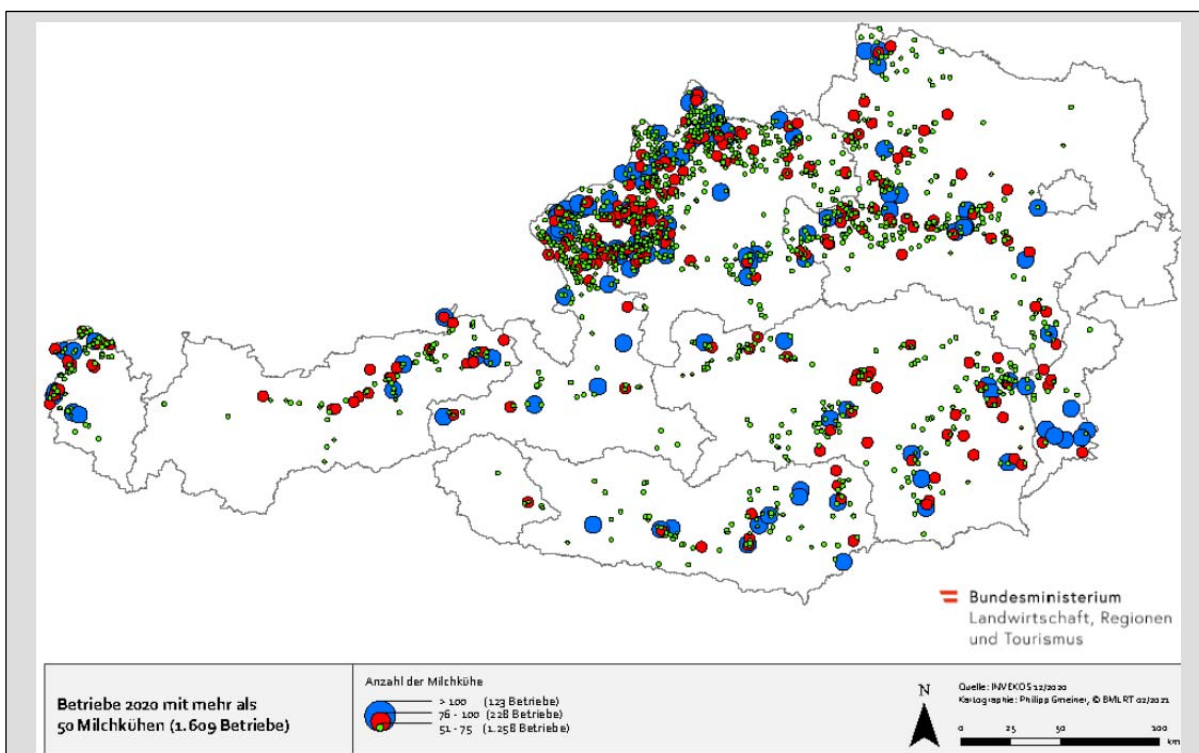 Bundesministerium
Landwirtschaft, Regionen
und Tourismus
Betriebe 2020 mit mehr als
50 Milchkühen (1.609 Betriebe)
Anzahl der Milchkühe
> 100 (123 Betriebe)
76 - 100 (228 Betriebe)
51 - 75 (1.258 Betriebe)
N
Quelle: INVEKOS 12/2020
Kartographie: Philipp Gmeiner, © BMLRT 02/2021
0 25 50 100
km